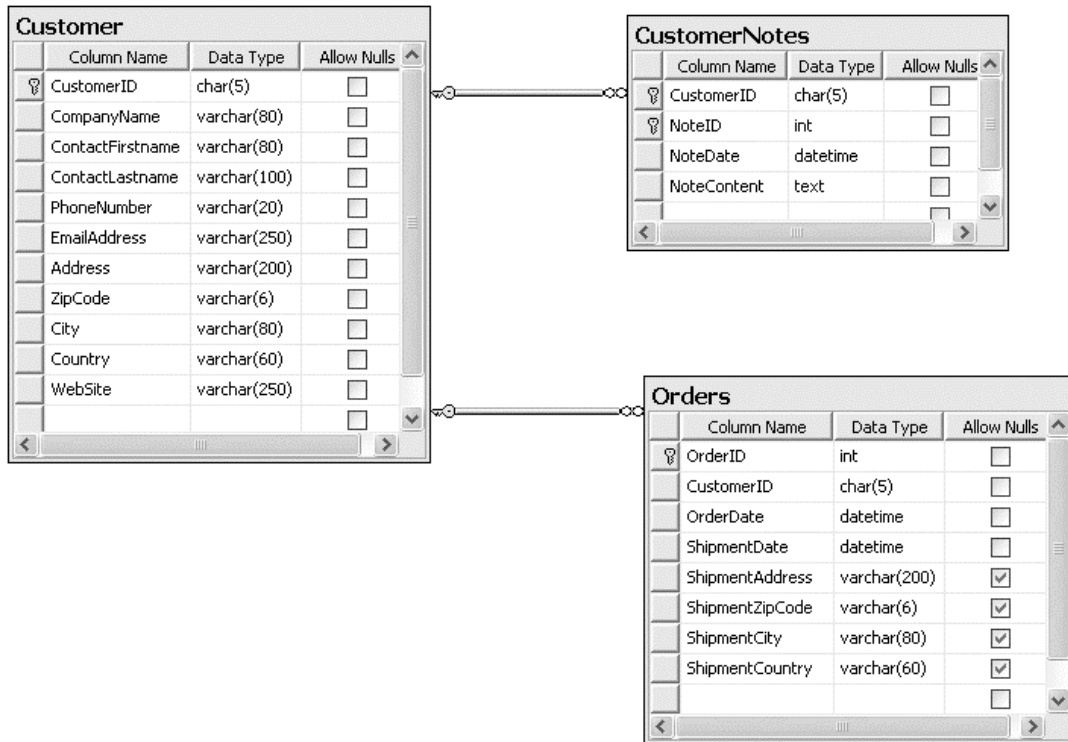 Customer
Column Name Data Type Allow Nulls
CustomerID char(5)
CompanyName varchar(80)
ContactFirstname varchar(80)
ContactLastname varchar(100)
PhoneNumber varchar(20)
EmailAddress varchar(250)
Address varchar(200)
ZipCode varchar(6)
City varchar(80)
Country varchar(60)
WebSite varchar(250)
CustomerNotes
Column Name Data Type Allow Nulls
CustomerID char(5)
NoteID int
NoteDate datetime
NoteContent text
Orders
Column Name Data Type Allow Nulls
OrderID int
CustomerID char(5)
OrderDate datetime
ShipmentDate datetime
ShipmentAddress varchar(200)
ShipmentZipCode varchar(6)
ShipmentCity varchar(80)
ShipmentCountry varchar(60)